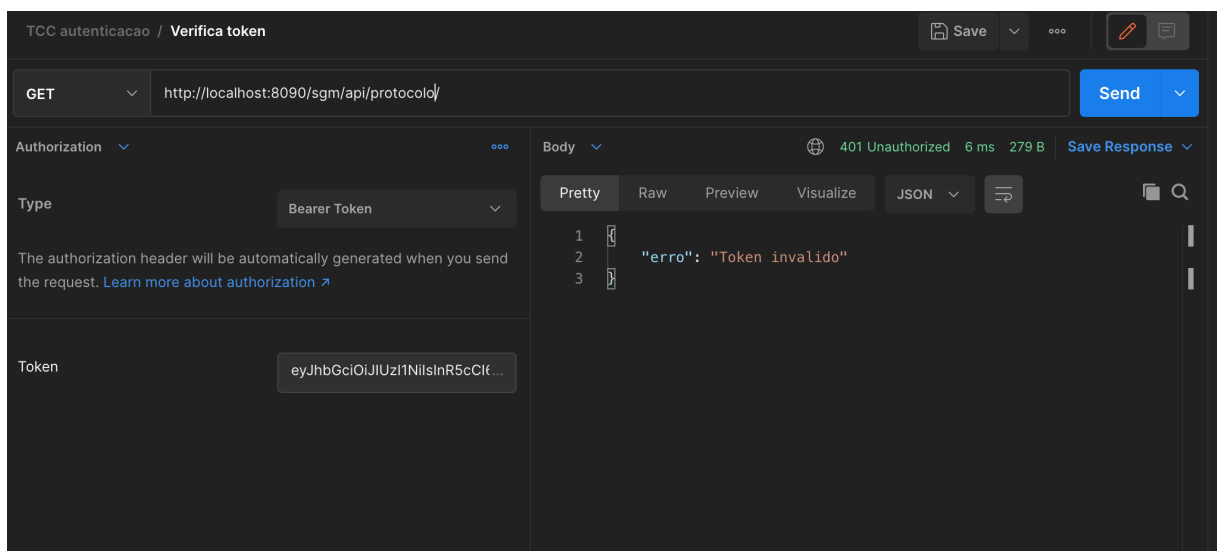 TCC autenticacao / Verifica token
Save
GET
http://localhost:8090/sgm/api/protocolo/
Send
Authorization
Type
Bearer Token
The authorization header will be automatically generated when you send
the request. Learn more about authorization ↗
Token
eyJhbGciOiJIUzI1NiIsInR5cCI6...
Body
401 Unauthorized 6 ms 279 B
Save Response
Pretty Raw Preview Visualize JSON
1 {
2 "erro": "Token invalido"
3 }